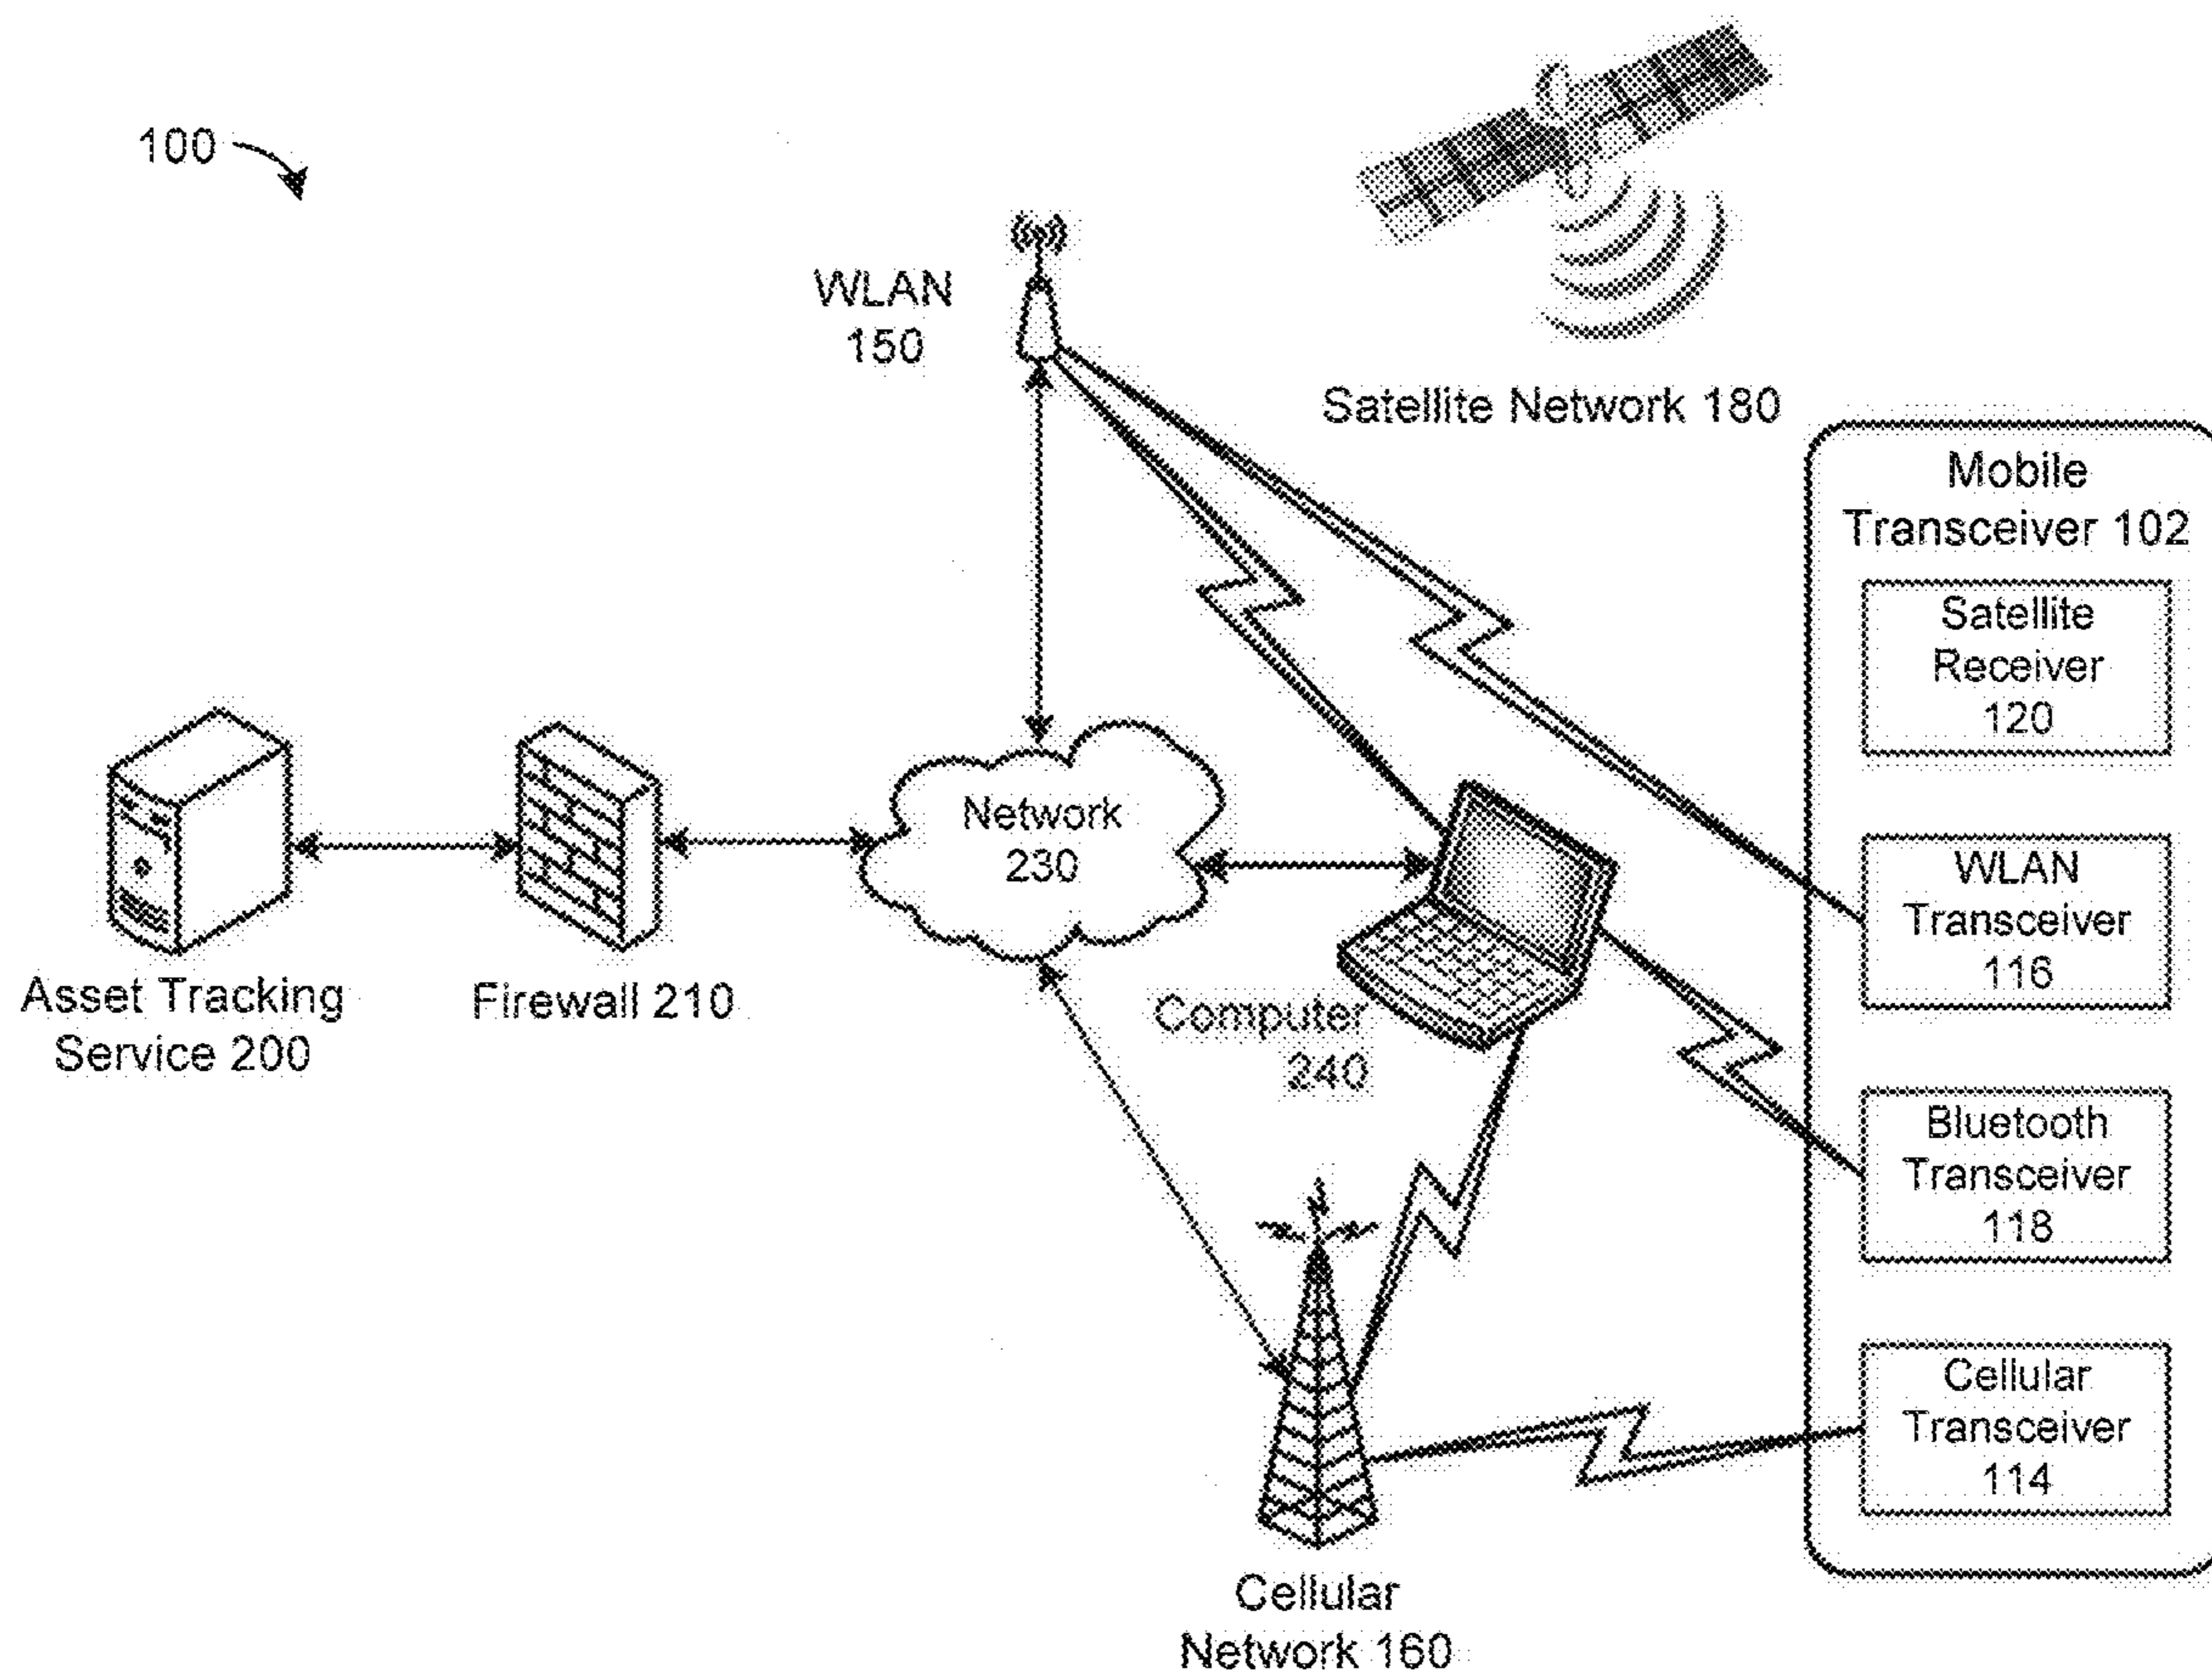 100
WLAN
150
Satellite Network 180
Mobile
Transceiver 102
Satellite
Receiver
120
WLAN
Transceiver
116
Bluetooth
Transceiver
118
Cellular
Transceiver
114
Network
230
Computer
240
Asset Tracking
Service 200
Firewall 210
Cellular
Network 160